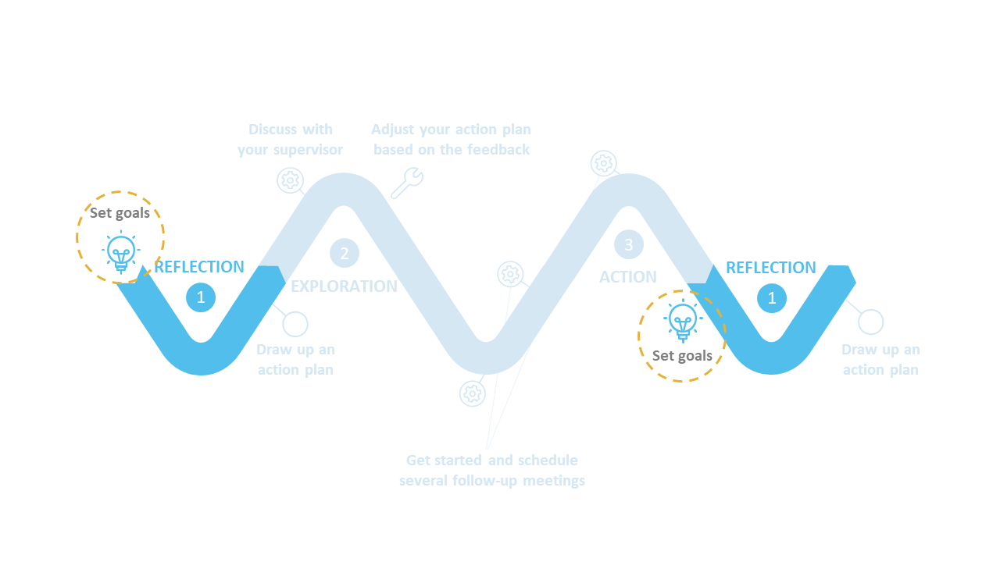 Discuss with
your supervisor
Adjust your action plan
based on the feedback
Set goals
REFLECTION
1
2
EXPLORATION
Draw up an
action plan
3
ACTION
REFLECTION
1
Set goals
Draw up an
action plan
Get started and schedule
several follow-up meetings